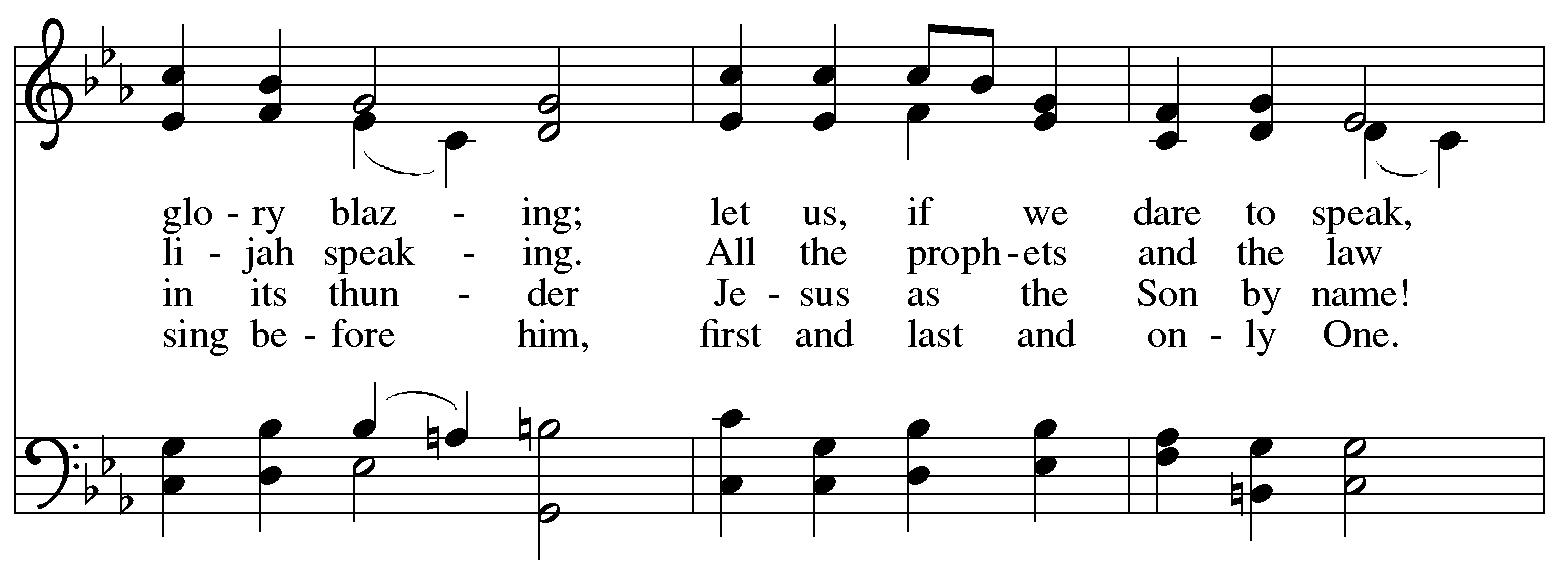 glo - ry blaz - ing; let us, if we dare to speak,
li - jah speak - ing. All the proph - ets and the law
in its thun - der Je - sus as the Son by name!
sing be - fore him, first and last and on - ly One.